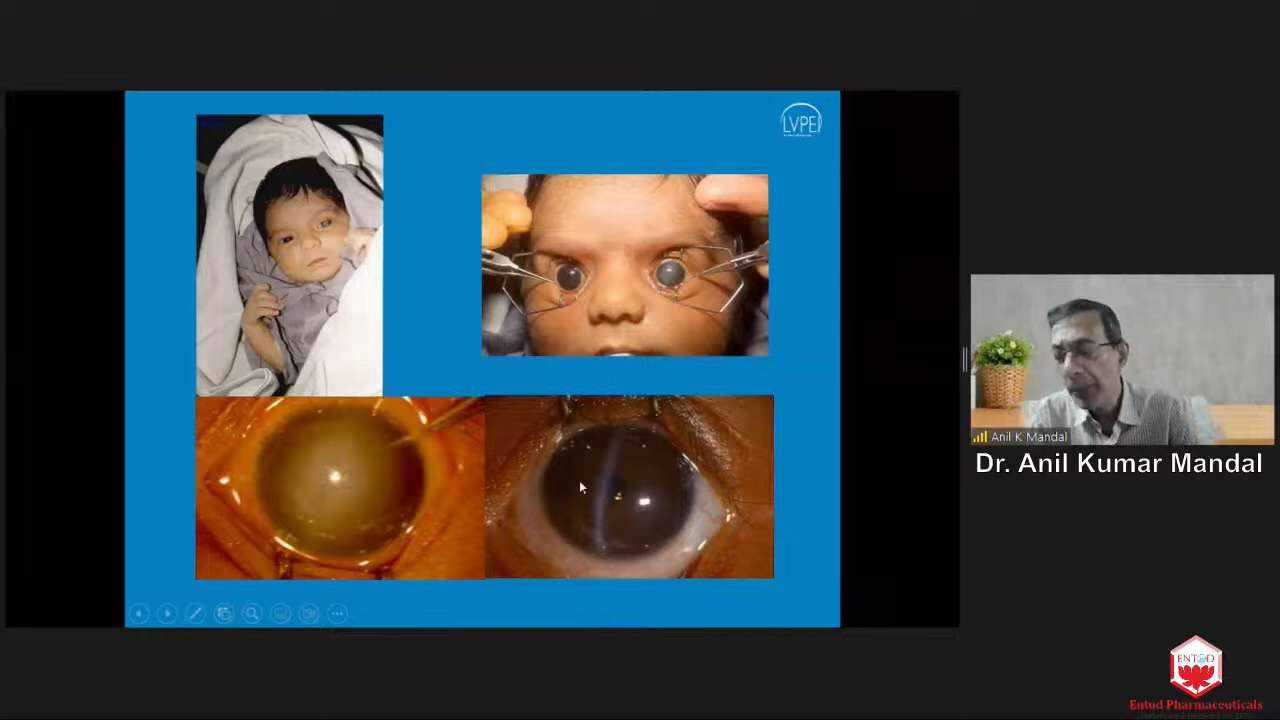 LVPEI
Anil K Mandal
Dr. Anil Kumar Mandal
ENTOD
Entod Pharmaceuticals